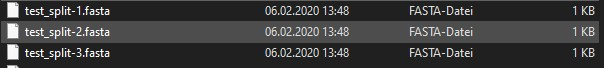 test_split-1.fasta 06.02.2020 13:48 FASTA-Datei 1 KB
test_split-2.fasta 06.02.2020 13:48 FASTA-Datei 1 KB
test_split-3.fasta 06.02.2020 13:48 FASTA-Datei 1 KB